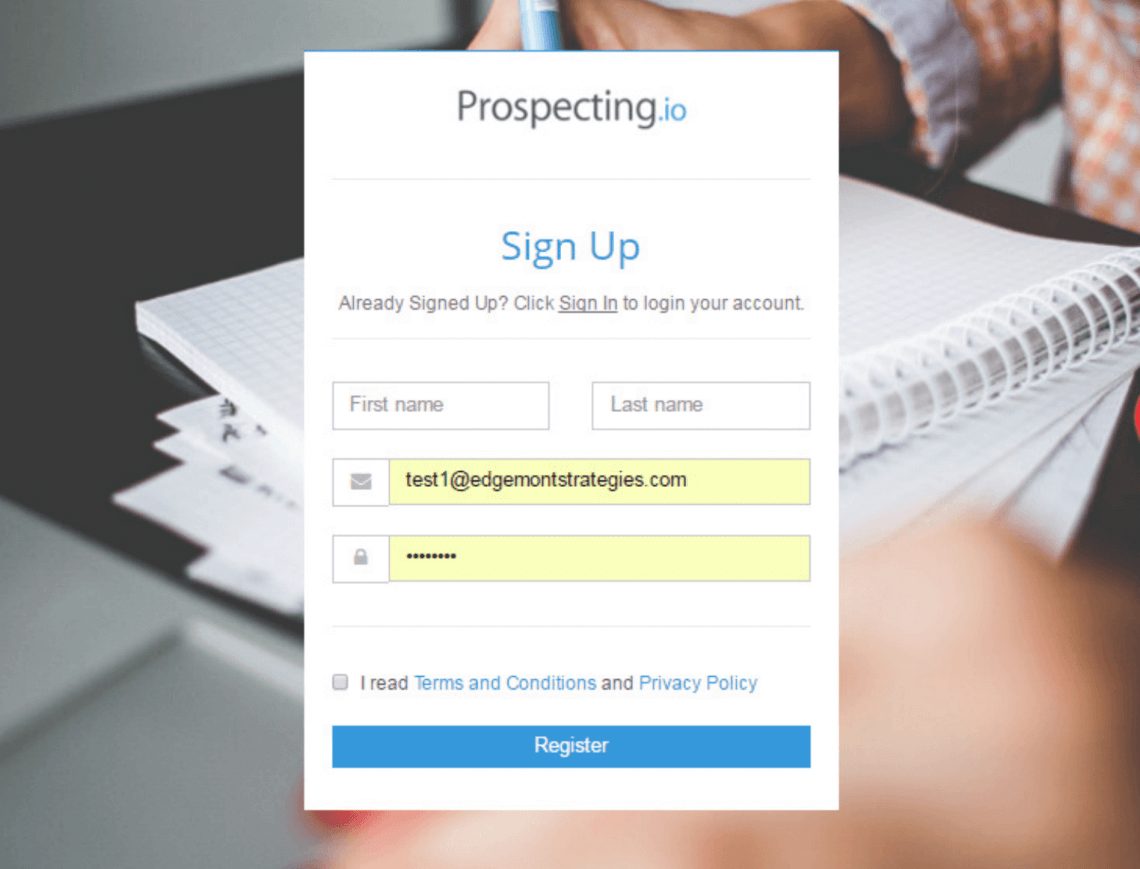 Prospecting.io
Sign Up
Already Signed Up? Click Sign In to login your account.
First name Last name
test1@edgemontstrategies.com
••••••••
I read Terms and Conditions and Privacy Policy
Register